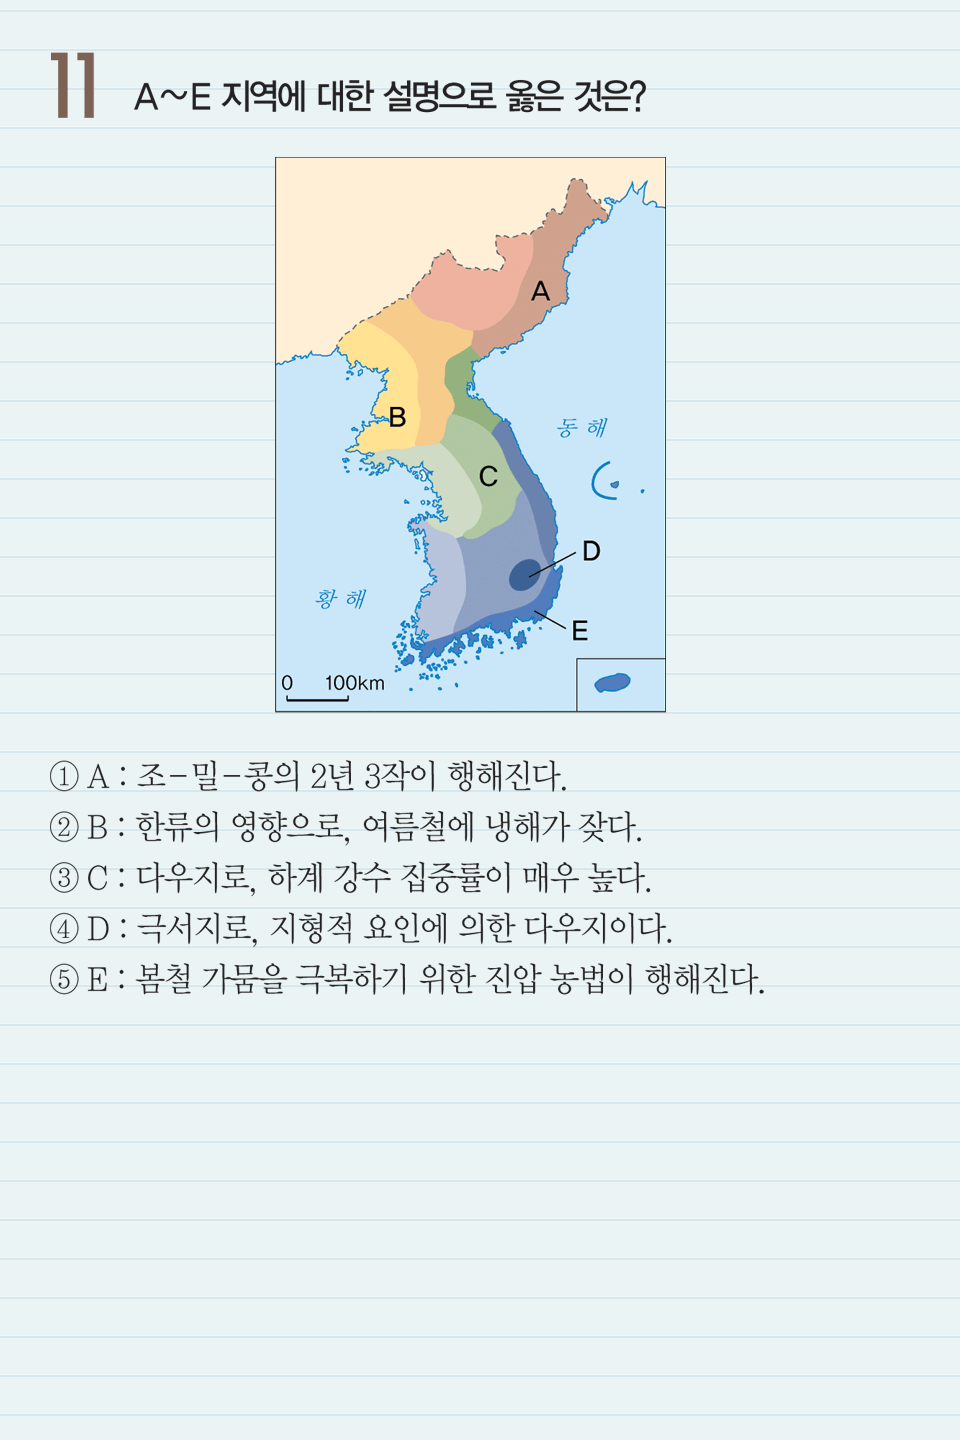 11 A~E 지역에 대한 설명으로 옳은 것은?
A
B
동 해
C
D
황 해
E
0 100km
① A : 조-밀-콩의 2년 3작이 행해진다.
② B : 한류의 영향으로, 여름철에 냉해가 잦다.
③ C : 다우지로, 하계 강수 집중률이 매우 높다.
④ D : 극서지로, 지형적 요인에 의한 다우지이다.
⑤ E : 봄철 가뭄을 극복하기 위한 진압 농법이 행해진다.